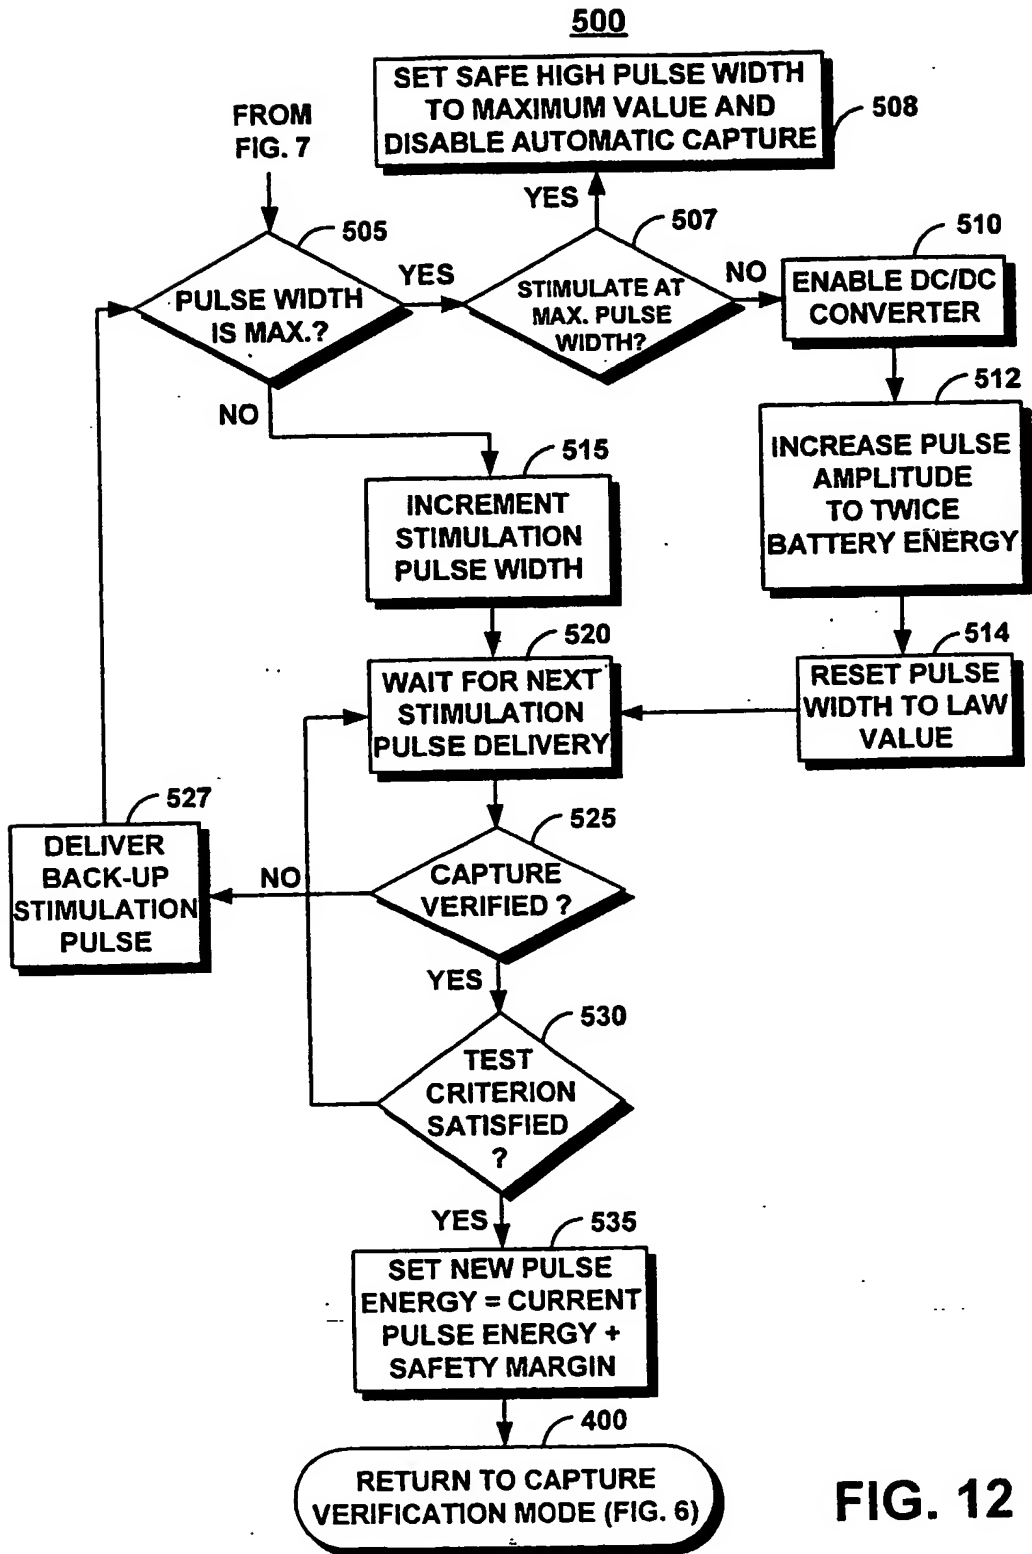 500
SET SAFE HIGH PULSE WIDTH
TO MAXIMUM VALUE AND
DISABLE AUTOMATIC CAPTURE
508
FROM
FIG. 7
YES
505
507
510
PULSE WIDTH
IS MAX.?
YES
STIMULATE AT
MAX. PULSE
WIDTH?
NO
ENABLE DC/DC
CONVERTER
NO
512
INCREASE PULSE
AMPLITUDE
TO TWICE
BATTERY ENERGY
515
INCREMENT
STIMULATION
PULSE WIDTH
520
514
WAIT FOR NEXT
STIMULATION
PULSE DELIVERY
RESET PULSE
WIDTH TO LAW
VALUE
527
525
DELIVER
BACK-UP
STIMULATION
PULSE
NO
CAPTURE
VERIFIED ?
YES
530
TEST
CRITERION
SATISFIED
?
YES
535
SET NEW PULSE
ENERGY = CURRENT
PULSE ENERGY +
SAFETY MARGIN
400
RETURN TO CAPTURE
VERIFICATION MODE (FIG. 6)
FIG. 12